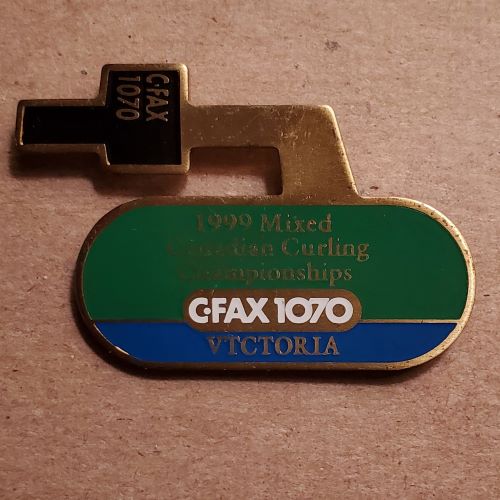 C·FAX
1070
1999 Mixed
Canadian Curling
Championships
C·FAX 1070
VICTORIA